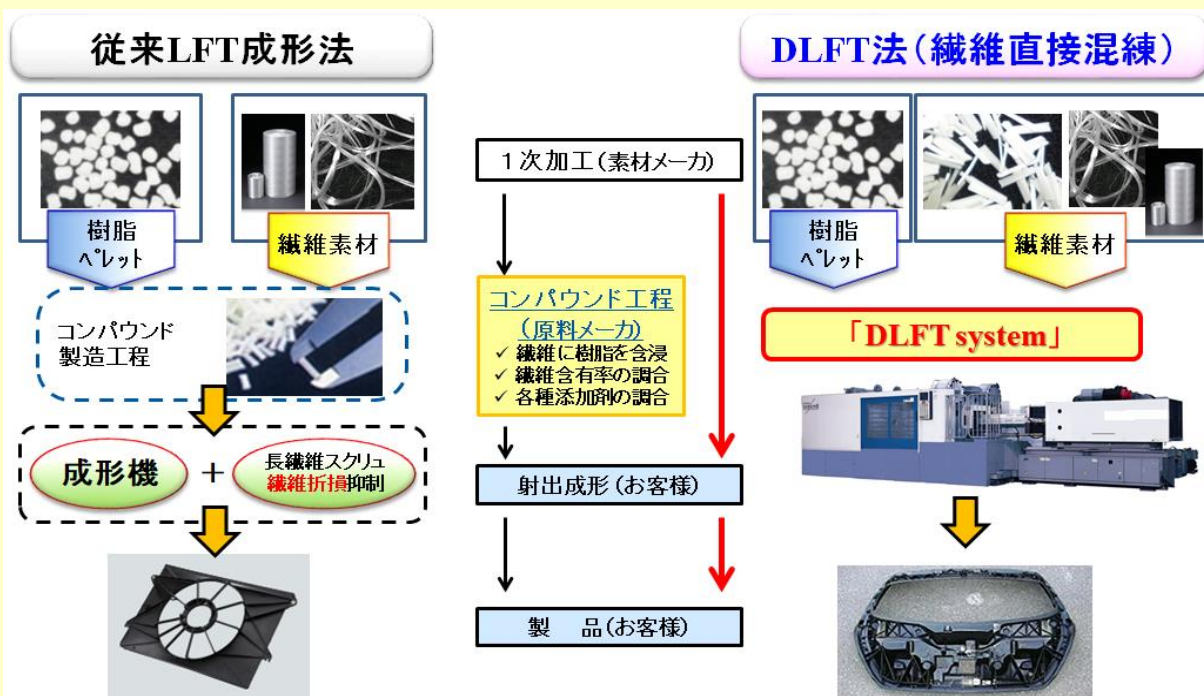 従来LFT成形法
樹脂
ペレット
繊維素材
コンパウンド
製造工程
成形機
+
長繊維スクリュ
繊維折損抑制
1次加工(素材メーカ)
コンパウンド工程
(原料メーカ)
✓ 繊維に樹脂を含浸
✓ 繊維含有率の調合
✓ 各種添加剤の調合
射出成形(お客様)
製 品(お客様)
DLFT法(繊維直接混練)
樹脂
ペレット
繊維素材
「DLFT system」